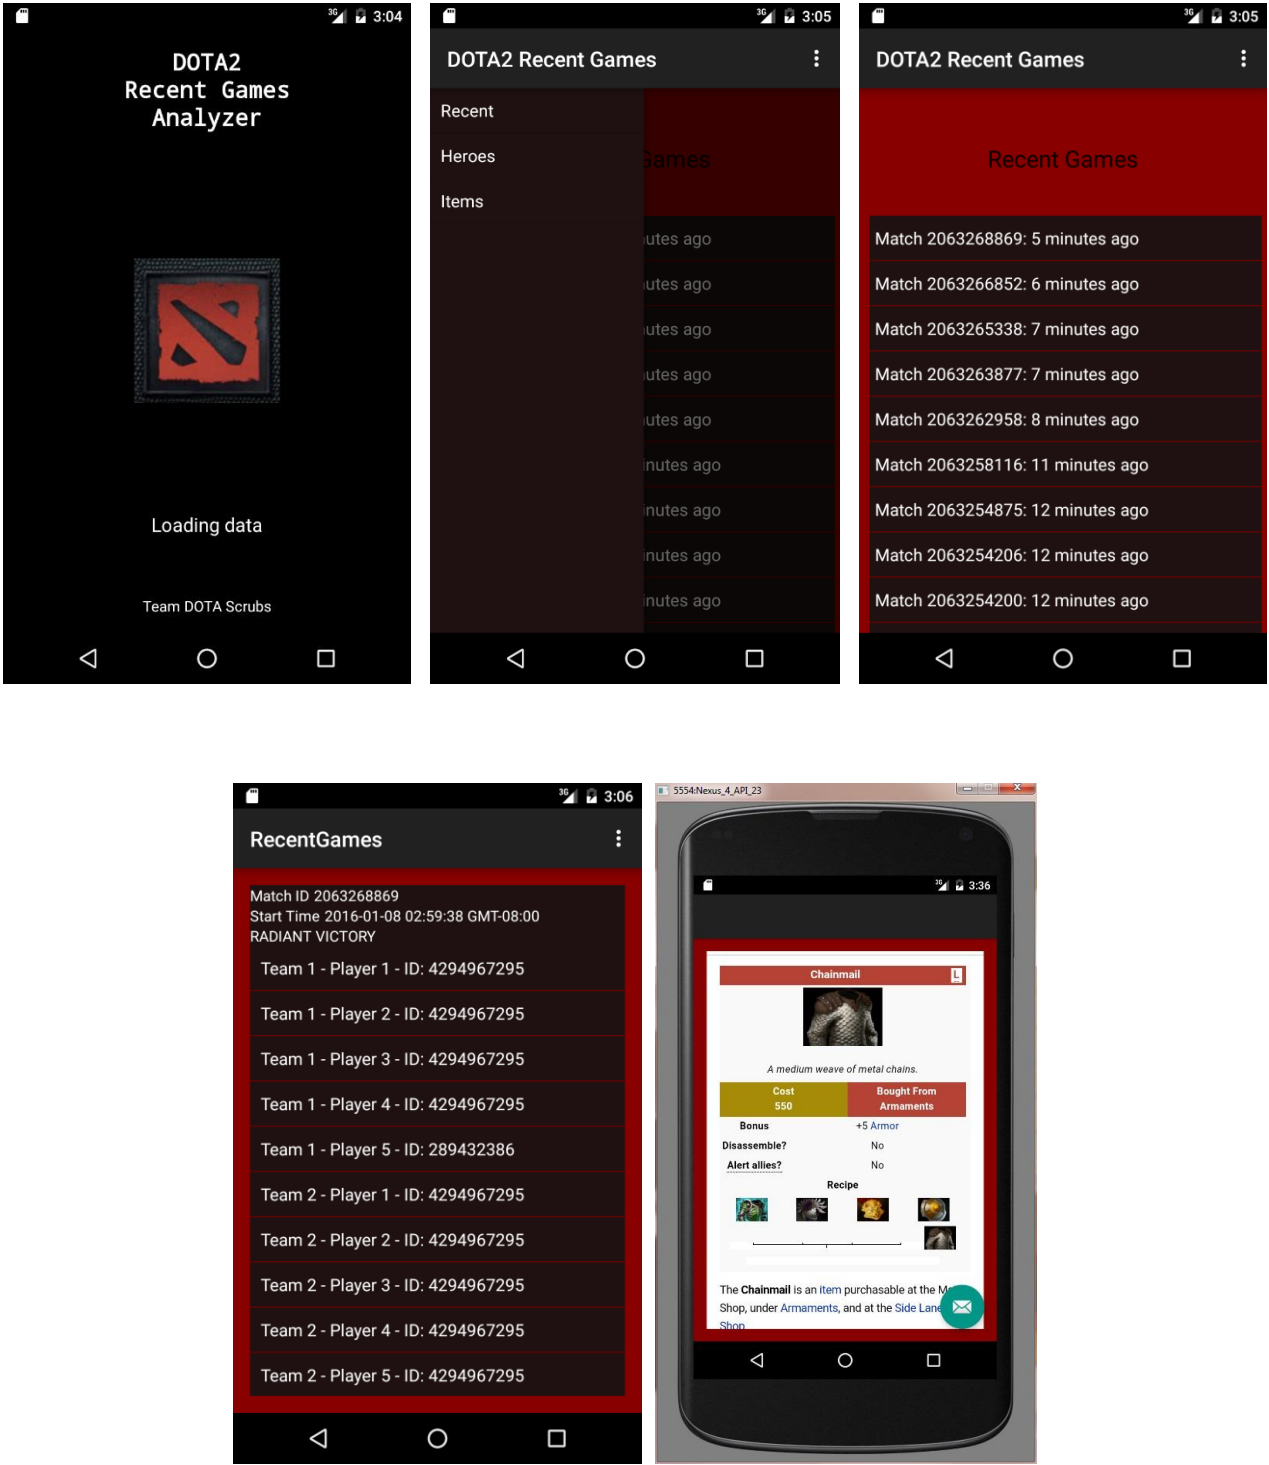 3G 3:04
DOTA2
Recent Games
Analyzer
Loading data
Team DOTA Scrubs
3G 3:05
DOTA2 Recent Games
Recent
Heroes
Items
Games
utes ago
utes ago
utes ago
utes ago
utes ago
inutes ago
inutes ago
inutes ago
inutes ago
3G 3:05
DOTA2 Recent Games
Recent Games
Match 2063268869: 5 minutes ago
Match 2063266852: 6 minutes ago
Match 2063265338: 7 minutes ago
Match 2063263877: 7 minutes ago
Match 2063262958: 8 minutes ago
Match 2063258116: 11 minutes ago
Match 2063254875: 12 minutes ago
Match 2063254206: 12 minutes ago
Match 2063254200: 12 minutes ago
3G 3:06
RecentGames
Match ID 2063268869
Start Time 2016-01-08 02:59:38 GMT-08:00
RADIANT VICTORY
Team 1 - Player 1 - ID: 4294967295
Team 1 - Player 2 - ID: 4294967295
Team 1 - Player 3 - ID: 4294967295
Team 1 - Player 4 - ID: 4294967295
Team 1 - Player 5 - ID: 289432386
Team 2 - Player 1 - ID: 4294967295
Team 2 - Player 2 - ID: 4294967295
Team 2 - Player 3 - ID: 4294967295
Team 2 - Player 4 - ID: 4294967295
Team 2 - Player 5 - ID: 4294967295
5554:Nexus_4_API_23
3G 3:36
Chainmail L
A medium weave of metal chains.
Cost Bought From
550 Armaments
Bonus +5 Armor
Disassemble? No
Alert allies? No
Recipe
The Chainmail is an item purchasable at the M
Shop, under Armaments, and at the Side Lane
Shop